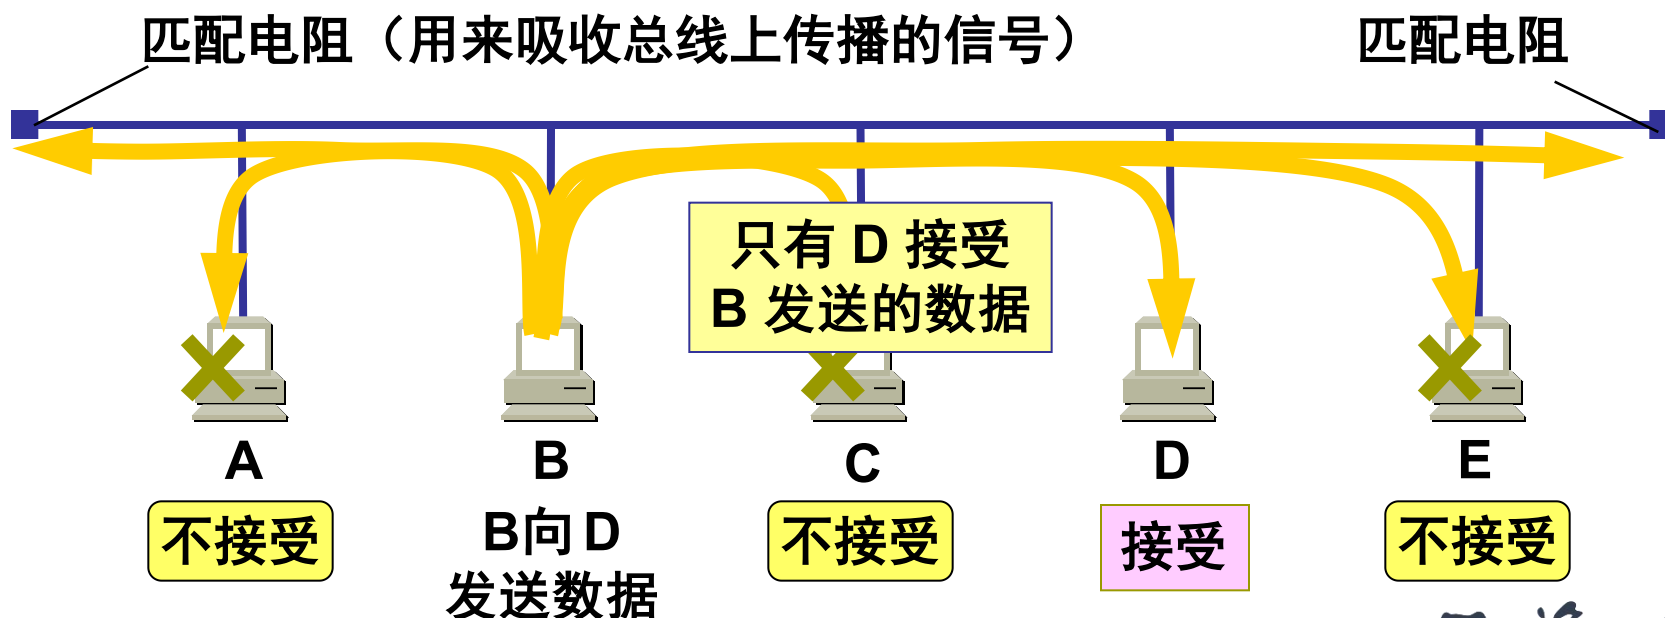 匹配电阻（用来吸收总线上传播的信号）
匹配电阻
只有 D 接受
B 发送的数据
A
B
C
D
E
不接受
B向 D
发送数据
不接受
接受
不接受